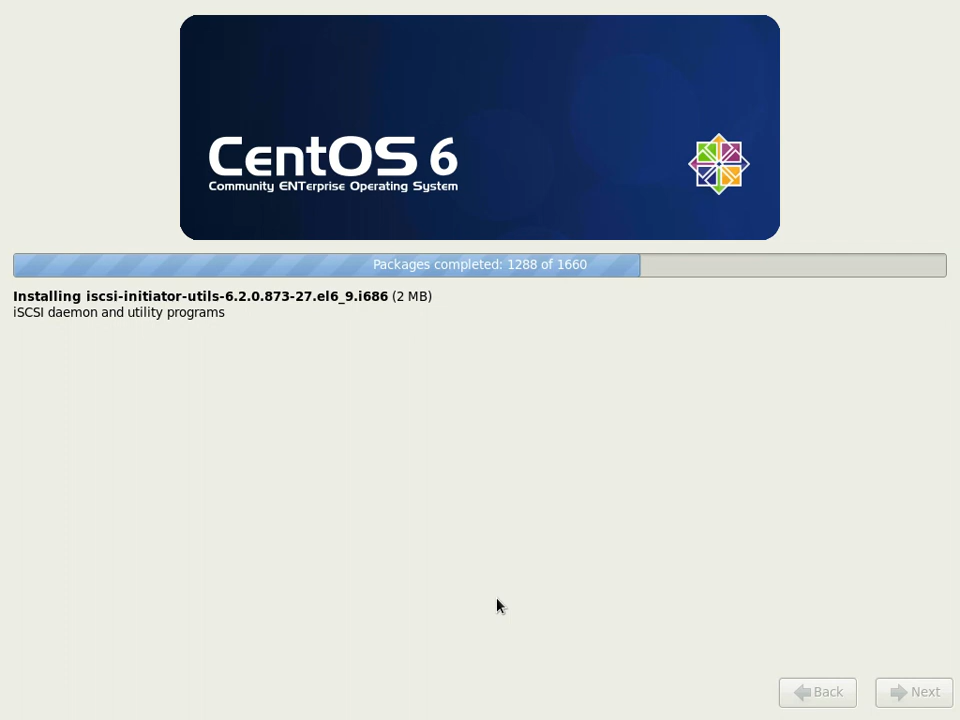 CentOS 6
Community ENTerprise Operating System
Packages completed: 1288 of 1660
Installing iscsi-initiator-utils-6.2.0.873-27.el6_9.i686 (2 MB)
iSCSI daemon and utility programs
Back
Next